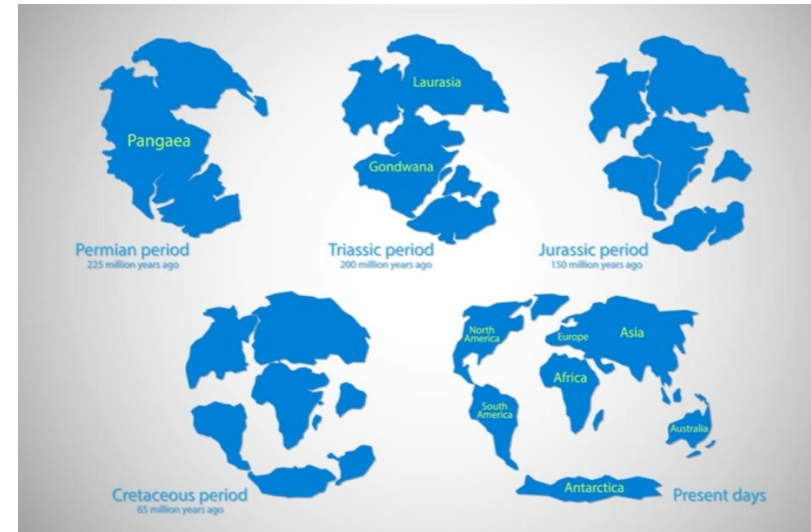 Pangaea
Permian period
225 million years ago
Laurasia
Gondwana
Triassic period
200 million years ago
Jurassic period
150 million years ago
Cretaceous period
65 million years ago
North
America
Europe
Asia
Africa
South
America
Australia
Antarctica
Present days